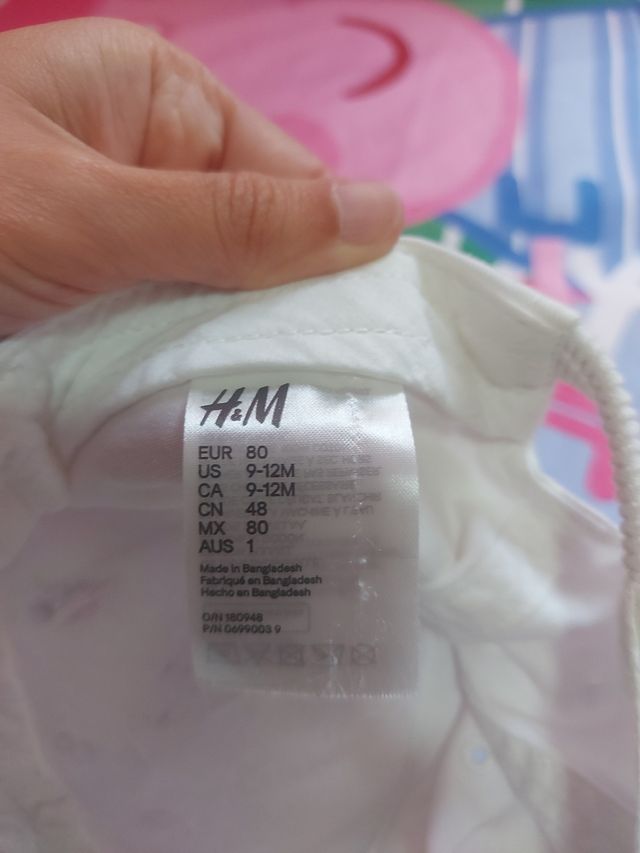 H&M
EUR 80
US 9-12M
CA 9-12M
CN 48
MX 80
AUS 1
Made in Bangladesh
Fabriqué en Bangladesh
Hecho en Bangladesh
O/N 180948
P/N 0699003 9